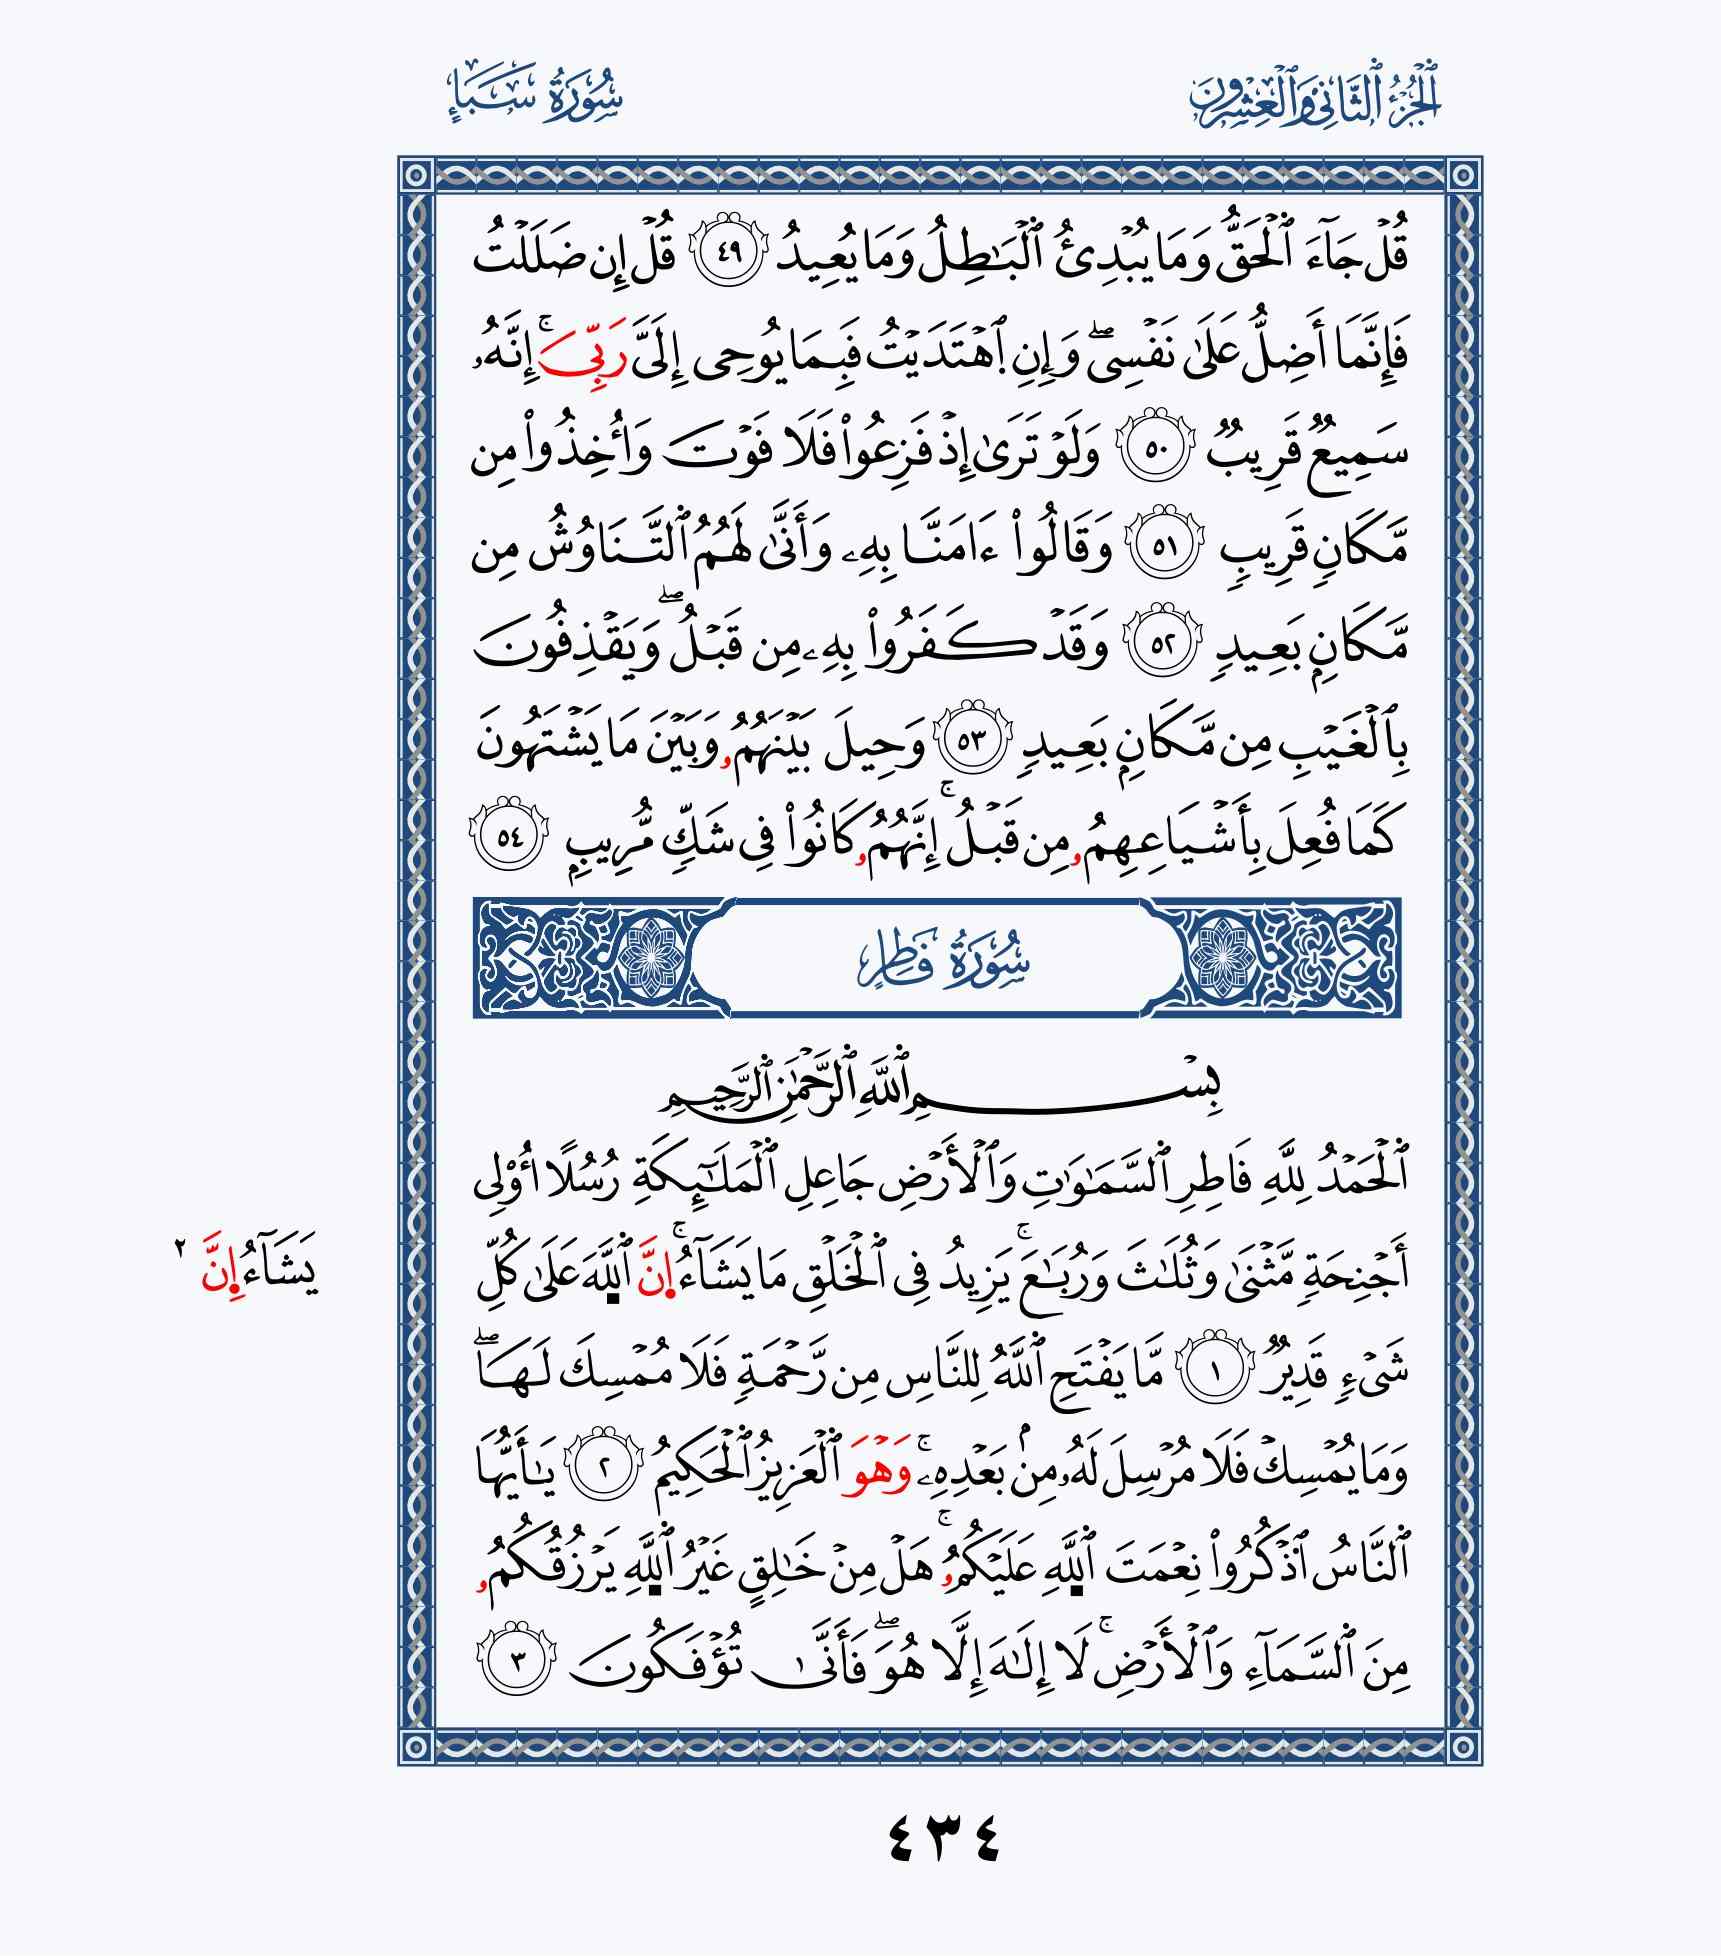 ٱلْجُزْءُ ٱلثَّانِي وَٱلْعِشْرُونَ
سُورَةُ سَبَإٍ
قُلۡ جَآءَ ٱلۡحَقُّ وَمَا يُبۡدِئُ ٱلۡبَٰطِلُ وَمَا يُعِيدُ ٤٩ قُلۡ إِن ضَلَلۡتُ
فَإِنَّمَآ أَضِلُّ عَلَىٰ نَفۡسِيۖ وَإِنِ ٱهۡتَدَيۡتُ فَبِمَا يُوحِىٓ إِلَىَّ رَبِّىَۚ إِنَّهُۥ
سَمِيعٌ قَرِيبٌ ٥٠ وَلَوۡ تَرَىٰٓ إِذۡ فَزِعُواْ فَلَا فَوۡتَ وَأُخِذُواْ مِن
مَّكَانٍ قَرِيبٍ ٥١ وَقَالُوٓاْ ءَامَنَّا بِهِۦ وَأَنَّىٰ لَهُمُ ٱلتَّنَاوُشُ مِن
مَّكَانِۭ بَعِيدٍ ٥٢ وَقَدۡ كَفَرُواْ بِهِۦ مِن قَبۡلُۖ وَيَقۡذِفُونَ
بِٱلۡغَيۡبِ مِن مَّكَانِۭ بَعِيدٍ ٥٣ وَحِيلَ بَيۡنَهُمُۥ وَبَيۡنَ مَا يَشۡتَهُونَ
كَمَا فُعِلَ بِأَشۡيَاعِهِمُۥ مِن قَبۡلُۚ إِنَّهُمُۥ كَانُواْ فِى شَكٍّ مُّرِيبِۭ ٥٤
سُورَةُ فَاطِرٍ
بِسۡمِ ٱللَّهِ ٱلرَّحۡمَٰنِ ٱلرَّحِيمِ
ٱلۡحَمۡدُ لِلَّهِ فَاطِرِ ٱلسَّمَٰوَٰتِ وَٱلۡأَرۡضِ جَاعِلِ ٱلۡمَلَٰٓئِكَةِ رُسُلًا أُوْلِىٓ
أَجۡنِحَةٍ مَّثۡنَىٰ وَثُلَٰثَ وَرُبَٰعَۚ يَزِيدُ فِى ٱلۡخَلۡقِ مَا يَشَآءُۚ اِنَّ ٱللَّهَ عَلَىٰ كُلِّ
يَشَآءُ اِنَّ ٢
شَىۡءٍ قَدِيرٌ ١ مَّا يَفۡتَحِ ٱللَّهُ لِلنَّاسِ مِن رَّحۡمَةٍ فَلَا مُمۡسِكَ لَهَاۖ
وَمَا يُمۡسِكۡ فَلَا مُرۡسِلَ لَهُۥ مِنۢ بَعۡدِهِۦۚ وَهۡوَ ٱلۡعَزِيزُ ٱلۡحَكِيمُ ٢ يَٰٓأَيُّهَا
ٱلنَّاسُ ٱذۡكُرُواْ نِعۡمَتَ ٱللَّهِ عَلَيۡكُمُۥۚ هَلۡ مِنۡ خَٰلِقٍ غَيۡرُ ٱللَّهِ يَرۡزُقُكُمُۥ
مِنَ ٱلسَّمَآءِ وَٱلۡأَرۡضِۚ لَآ إِلَٰهَ إِلَّا هُوَۖ فَأَنَّىٰ تُؤۡفَكُونَ ٣
٤٣٤